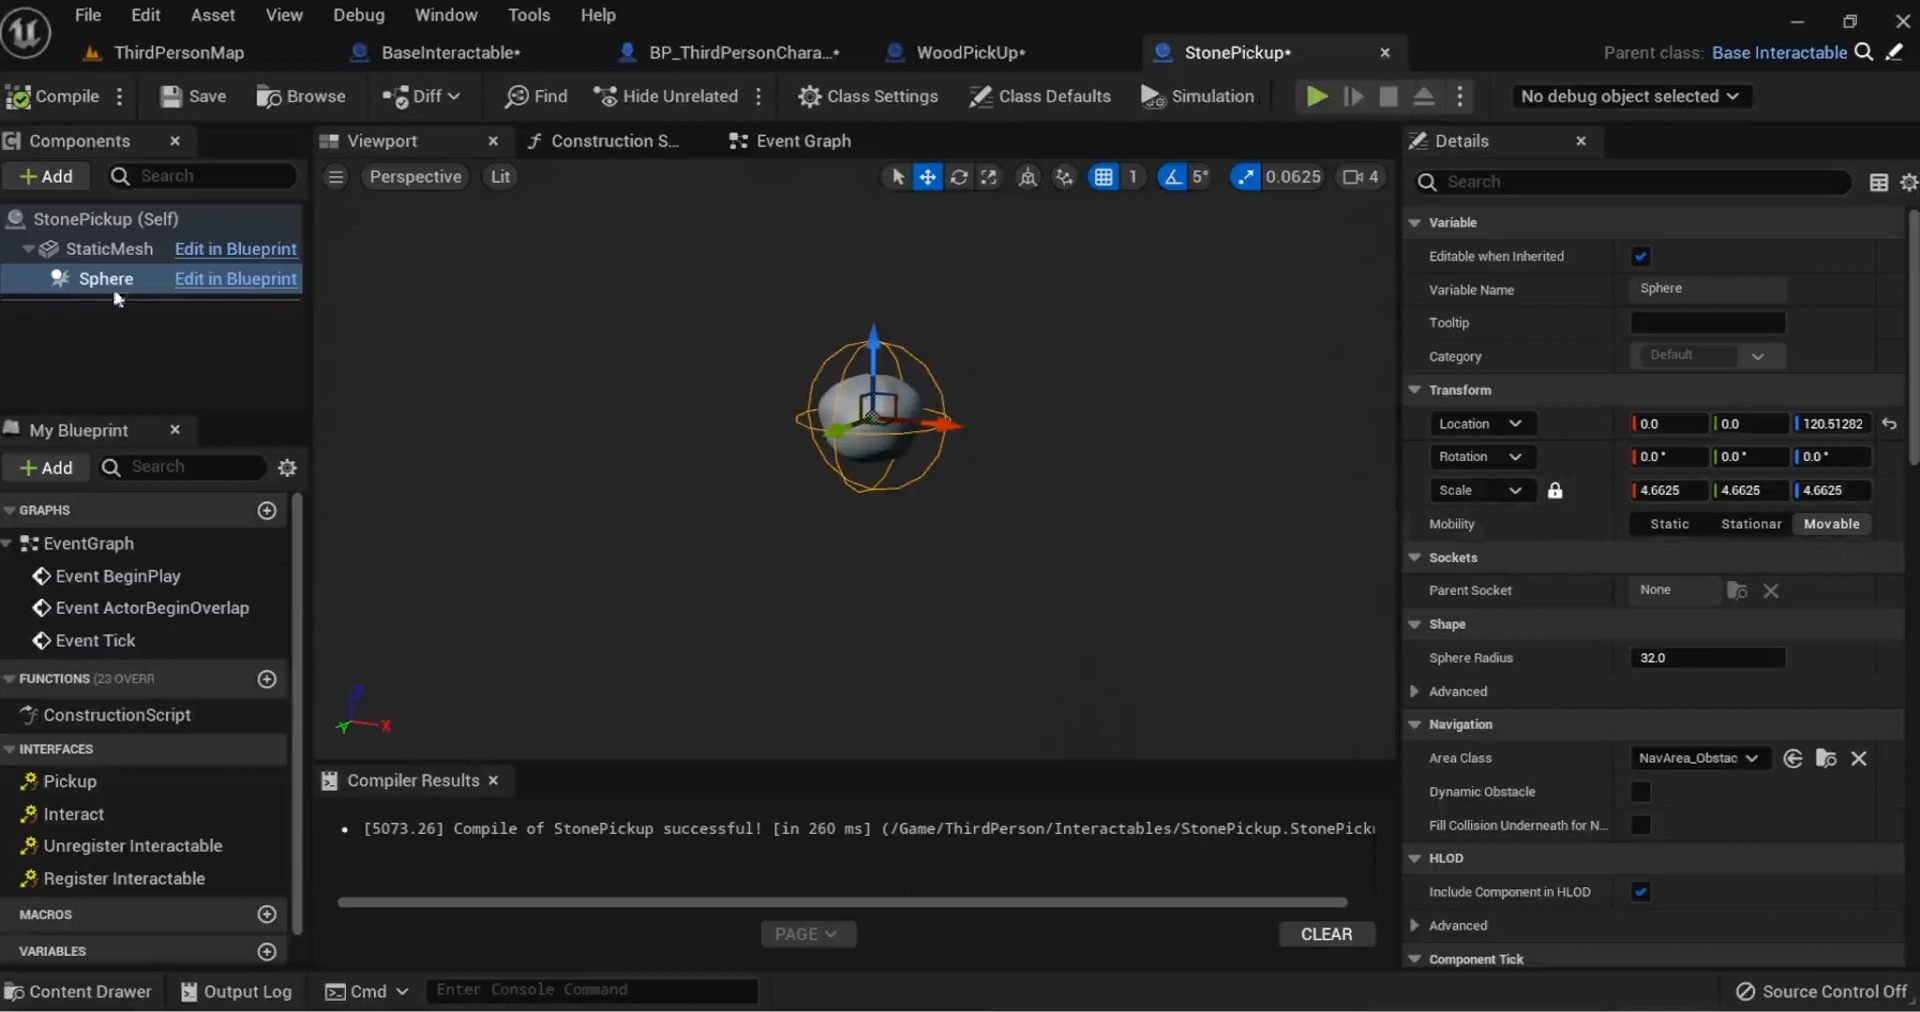 File Edit Asset View Debug Window Tools Help
ThirdPersonMap BaseInteractable* BP_ThirdPersonChara...* WoodPickUp* StonePickup* Parent class: Base Interactable
Compile Save Browse Diff Find Hide Unrelated Class Settings Class Defaults Simulation No debug object selected
Components Viewport Construction S... Event Graph Details
Add Search Perspective Lit 1 5° 0.0625 4 Search
StonePickup (Self)
StaticMesh Edit in Blueprint
Sphere Edit in Blueprint
My Blueprint
Add Search
GRAPHS
EventGraph
Event BeginPlay
Event ActorBeginOverlap
Event Tick
FUNCTIONS (23 OVERR
ConstructionScript
INTERFACES
Pickup
Interact
Unregister Interactable
Register Interactable
MACROS
VARIABLES
Z
Y X
Compiler Results
[5073.26] Compile of StonePickup successful! [in 260 ms] (/Game/ThirdPerson/Interactables/StonePickup.StonePick
PAGE CLEAR
Variable
Editable when Inherited
Variable Name Sphere
Tooltip
Category Default
Transform
Location 0.0 0.0 120.51282
Rotation 0.0° 0.0° 0.0°
Scale 4.6625 4.6625 4.6625
Mobility Static Stationar Movable
Sockets
Parent Socket None
Shape
Sphere Radius 32.0
Advanced
Navigation
Area Class NavArea_Obstac
Dynamic Obstacle
Fill Collision Underneath for N...
HLOD
Include Component in HLOD
Advanced
Component Tick
Content Drawer Output Log Cmd Enter Console Command Source Control Off